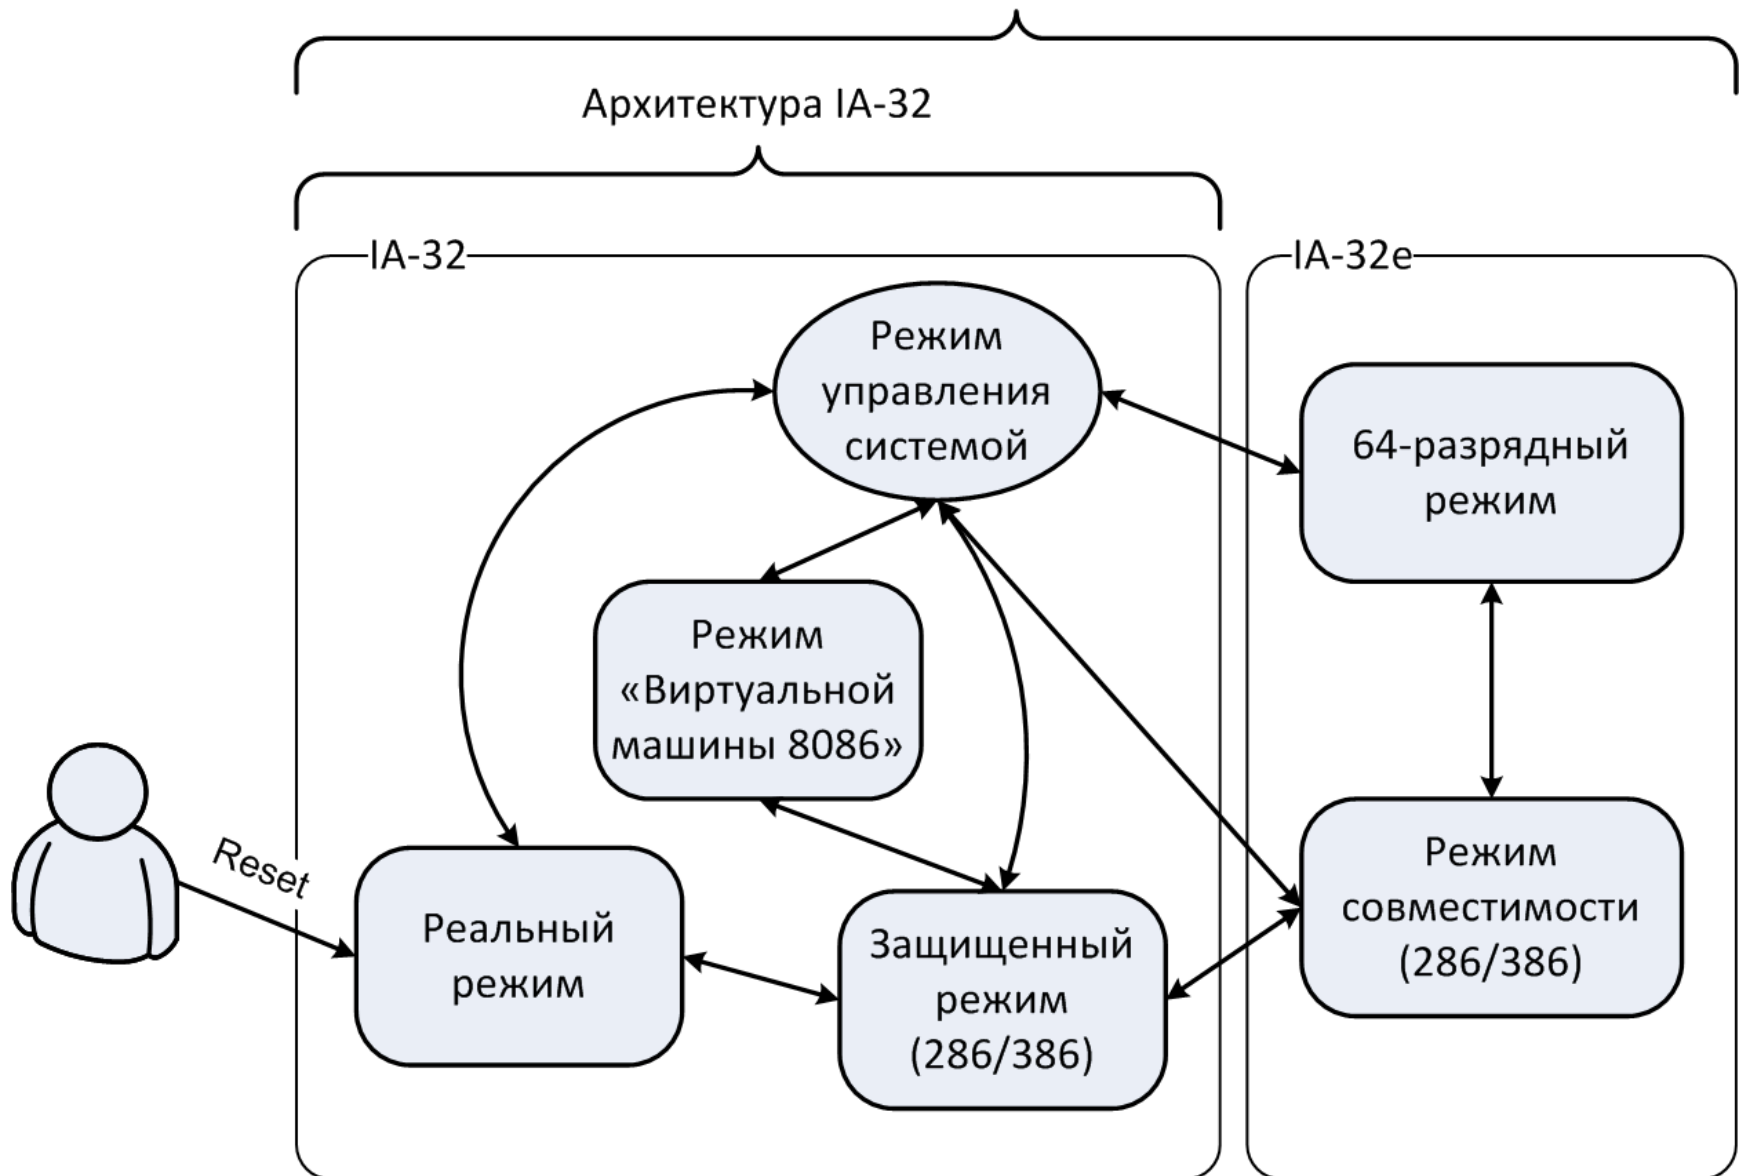 Архитектура IA-32
IA-32
IA-32e
Режим
управления
системой
64-разрядный
режим
Режим
«Виртуальной
машины 8086»
Reset
Реальный
режим
Защищенный
режим
(286/386)
Режим
совместимости
(286/386)